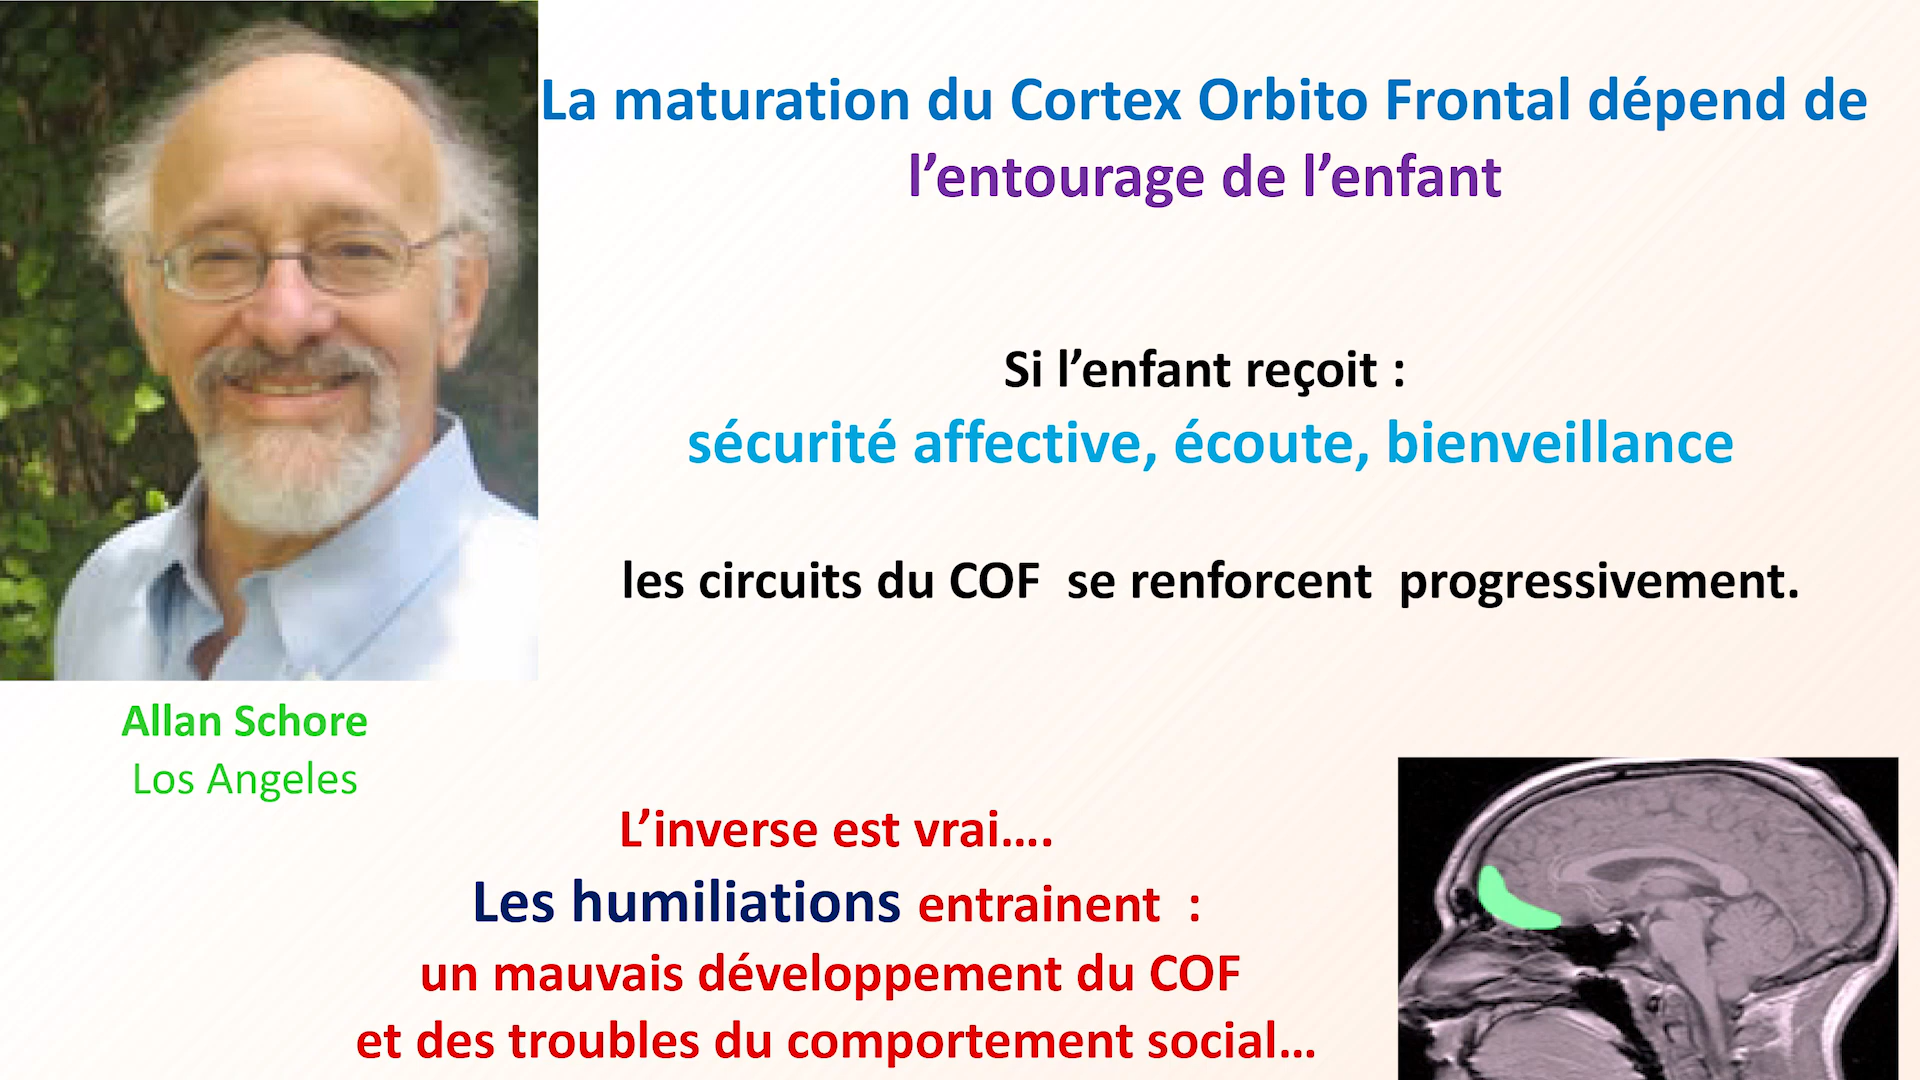 La maturation du Cortex Orbito Frontal dépend de
l’entourage de l’enfant
Si l’enfant reçoit :
sécurité affective, écoute, bienveillance
les circuits du COF se renforcent progressivement.
Allan Schore
Los Angeles
L’inverse est vrai....
Les humiliations entrainent :
un mauvais développement du COF
et des troubles du comportement social...